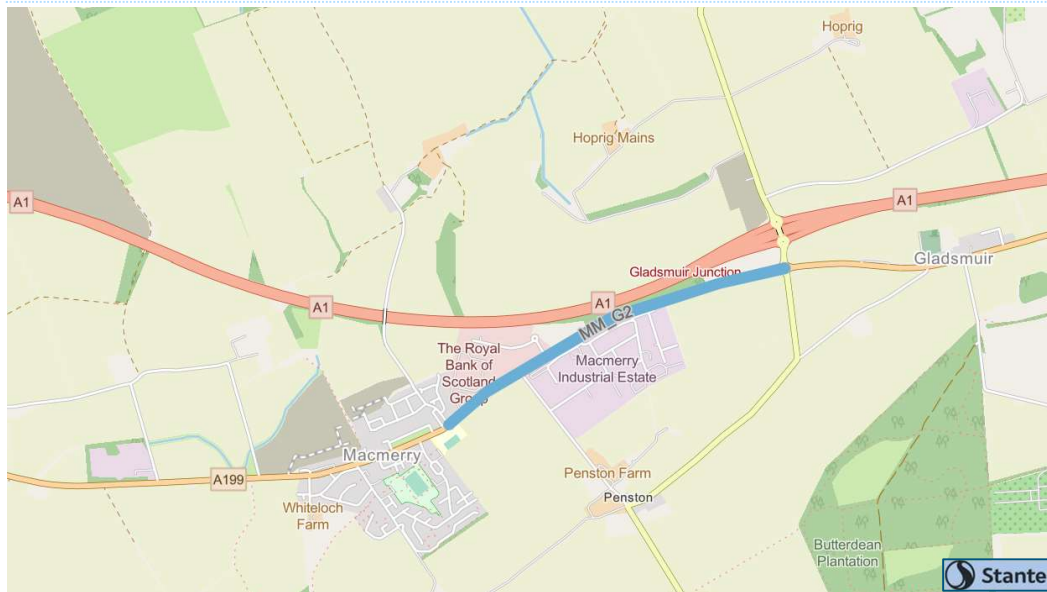 Hoprig
Hoprig Mains
A1
A1
Gladsmuir
Gladsmuir Junction
A1
A1
MM_G2
The Royal
Bank of
Scotland
Group
Macmerry
Industrial Estate
Macmerry
A199
Penston Farm
Penston
Whiteloch
Farm
Butterdean
Plantation
Stante